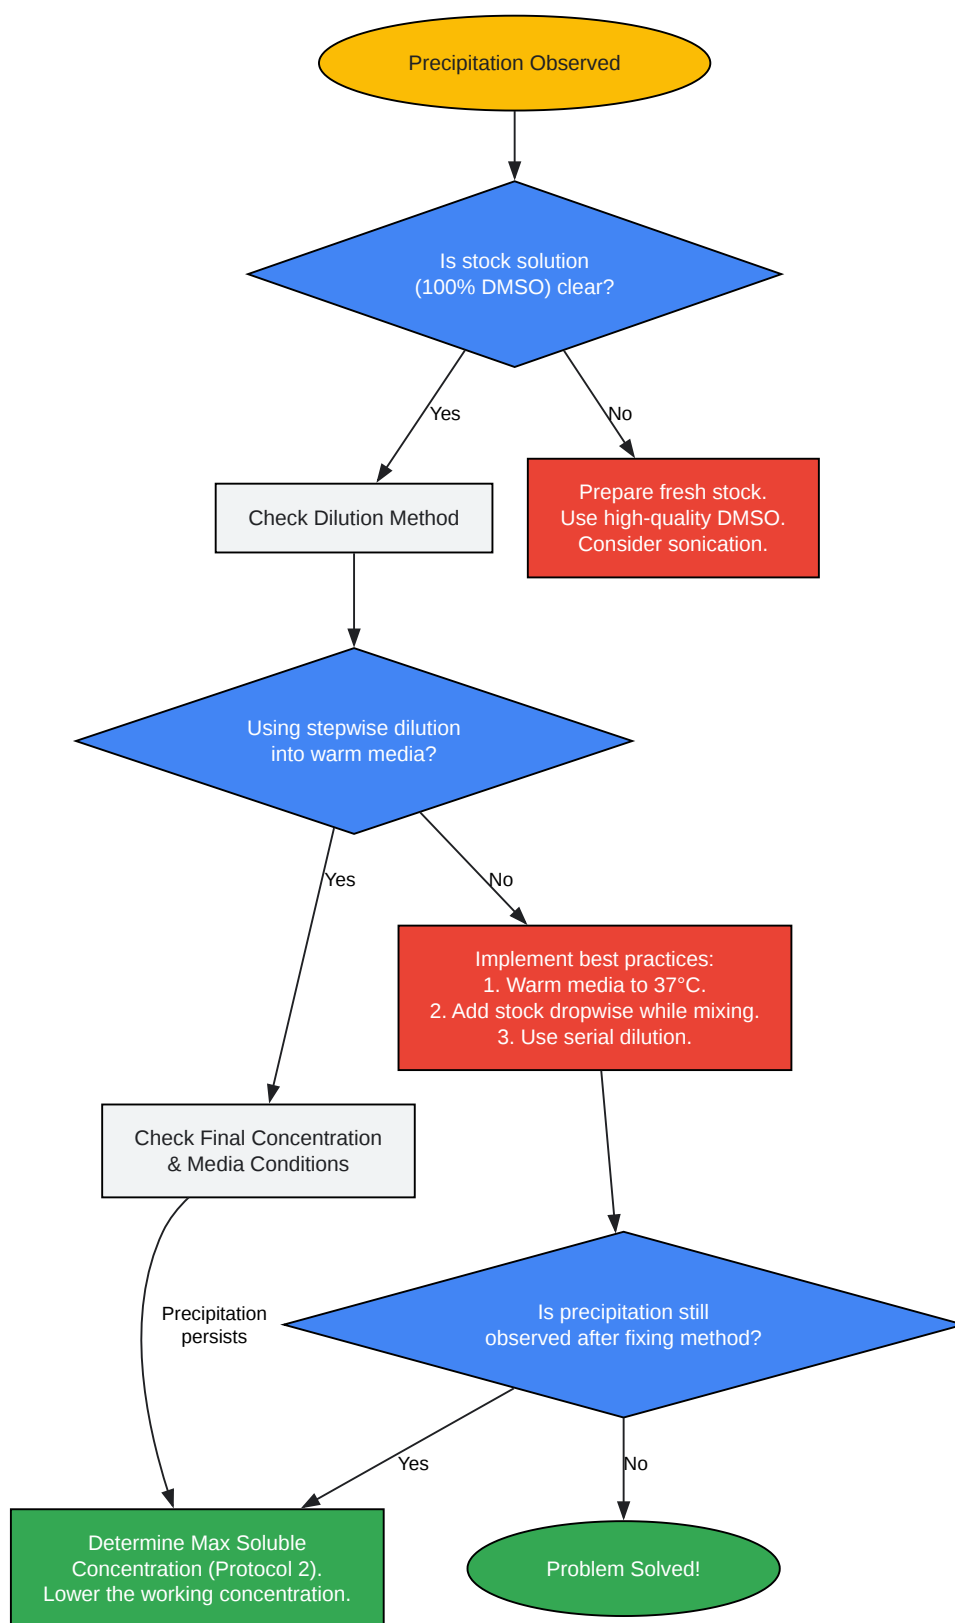 Precipitation Observed
Is stock solution
(100% DMSO) clear?
Yes
No
Check Dilution Method
Prepare fresh stock.
Use high-quality DMSO.
Consider sonication.
Using stepwise dilution
into warm media?
Yes
No
Implement best practices:
1. Warm media to 37°C.
2. Add stock dropwise while mixing.
3. Use serial dilution.
Check Final Concentration
& Media Conditions
Precipitation
persists
Is precipitation still
observed after fixing method?
Yes
No
Determine Max Soluble
Concentration (Protocol 2).
Lower the working concentration.
Problem Solved!